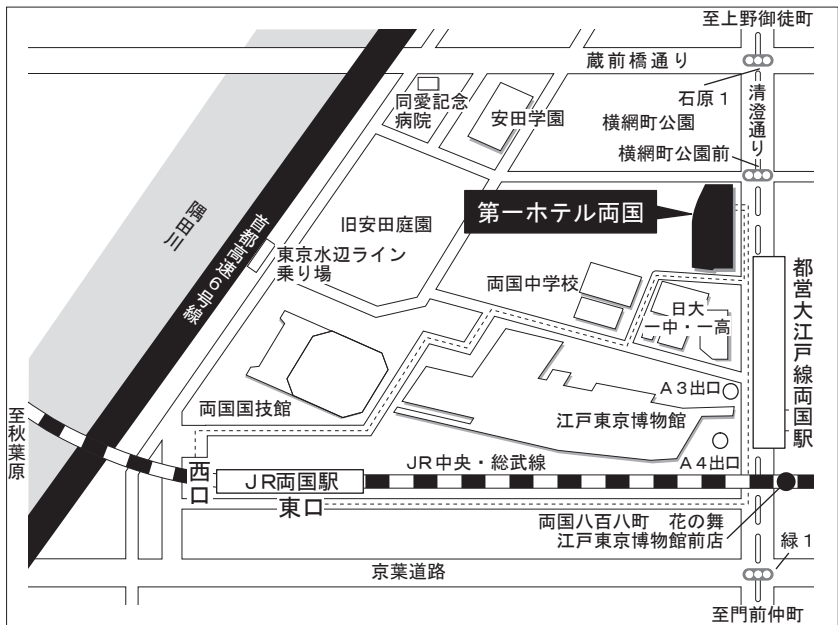 至上野御徒町
蔵前橋通り
石原1
清澄通り
同愛記念
病院
安田学園
横網町公園
横網町公園前
隅田川
首都高速6号線
旧安田庭園
第一ホテル両国
東京水辺ライン
乗り場
両国中学校
日大
一中・一高
都営大江戸線両国駅
両国国技館
江戸東京博物館
A3出口
A4出口
至秋葉原
西口
JR両国駅
JR中央・総武線
東口
両国八百八町 花の舞
江戸東京博物館前店
緑1
京葉道路
至門前仲町